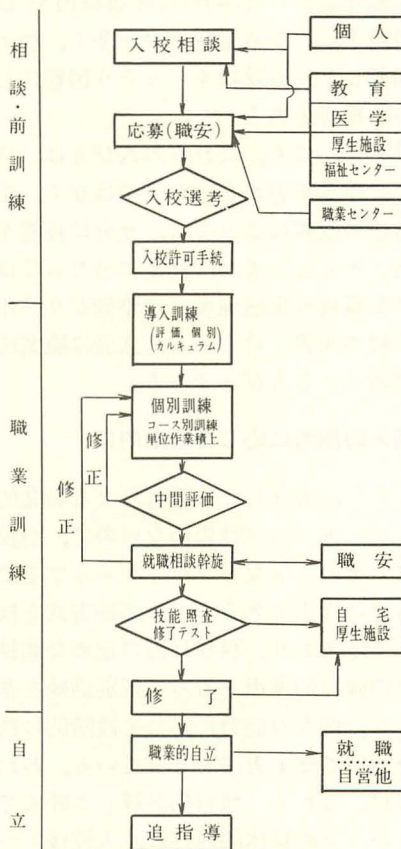 相談・前訓練
入校相談
個人
教育
医学
厚生施設
福祉センター
応募(職安)
職業センター
入校選考
入校許可手続
職業訓練
導入訓練
(評価、個別カルキュラム)
個別訓練
コース別訓練
単位作業積上
修正
修正
中間評価
就職相談幹旋
職安
技能照査
修了テスト
自宅
厚生施設
修了
自立
職業的自立
就職
自営他
追指導